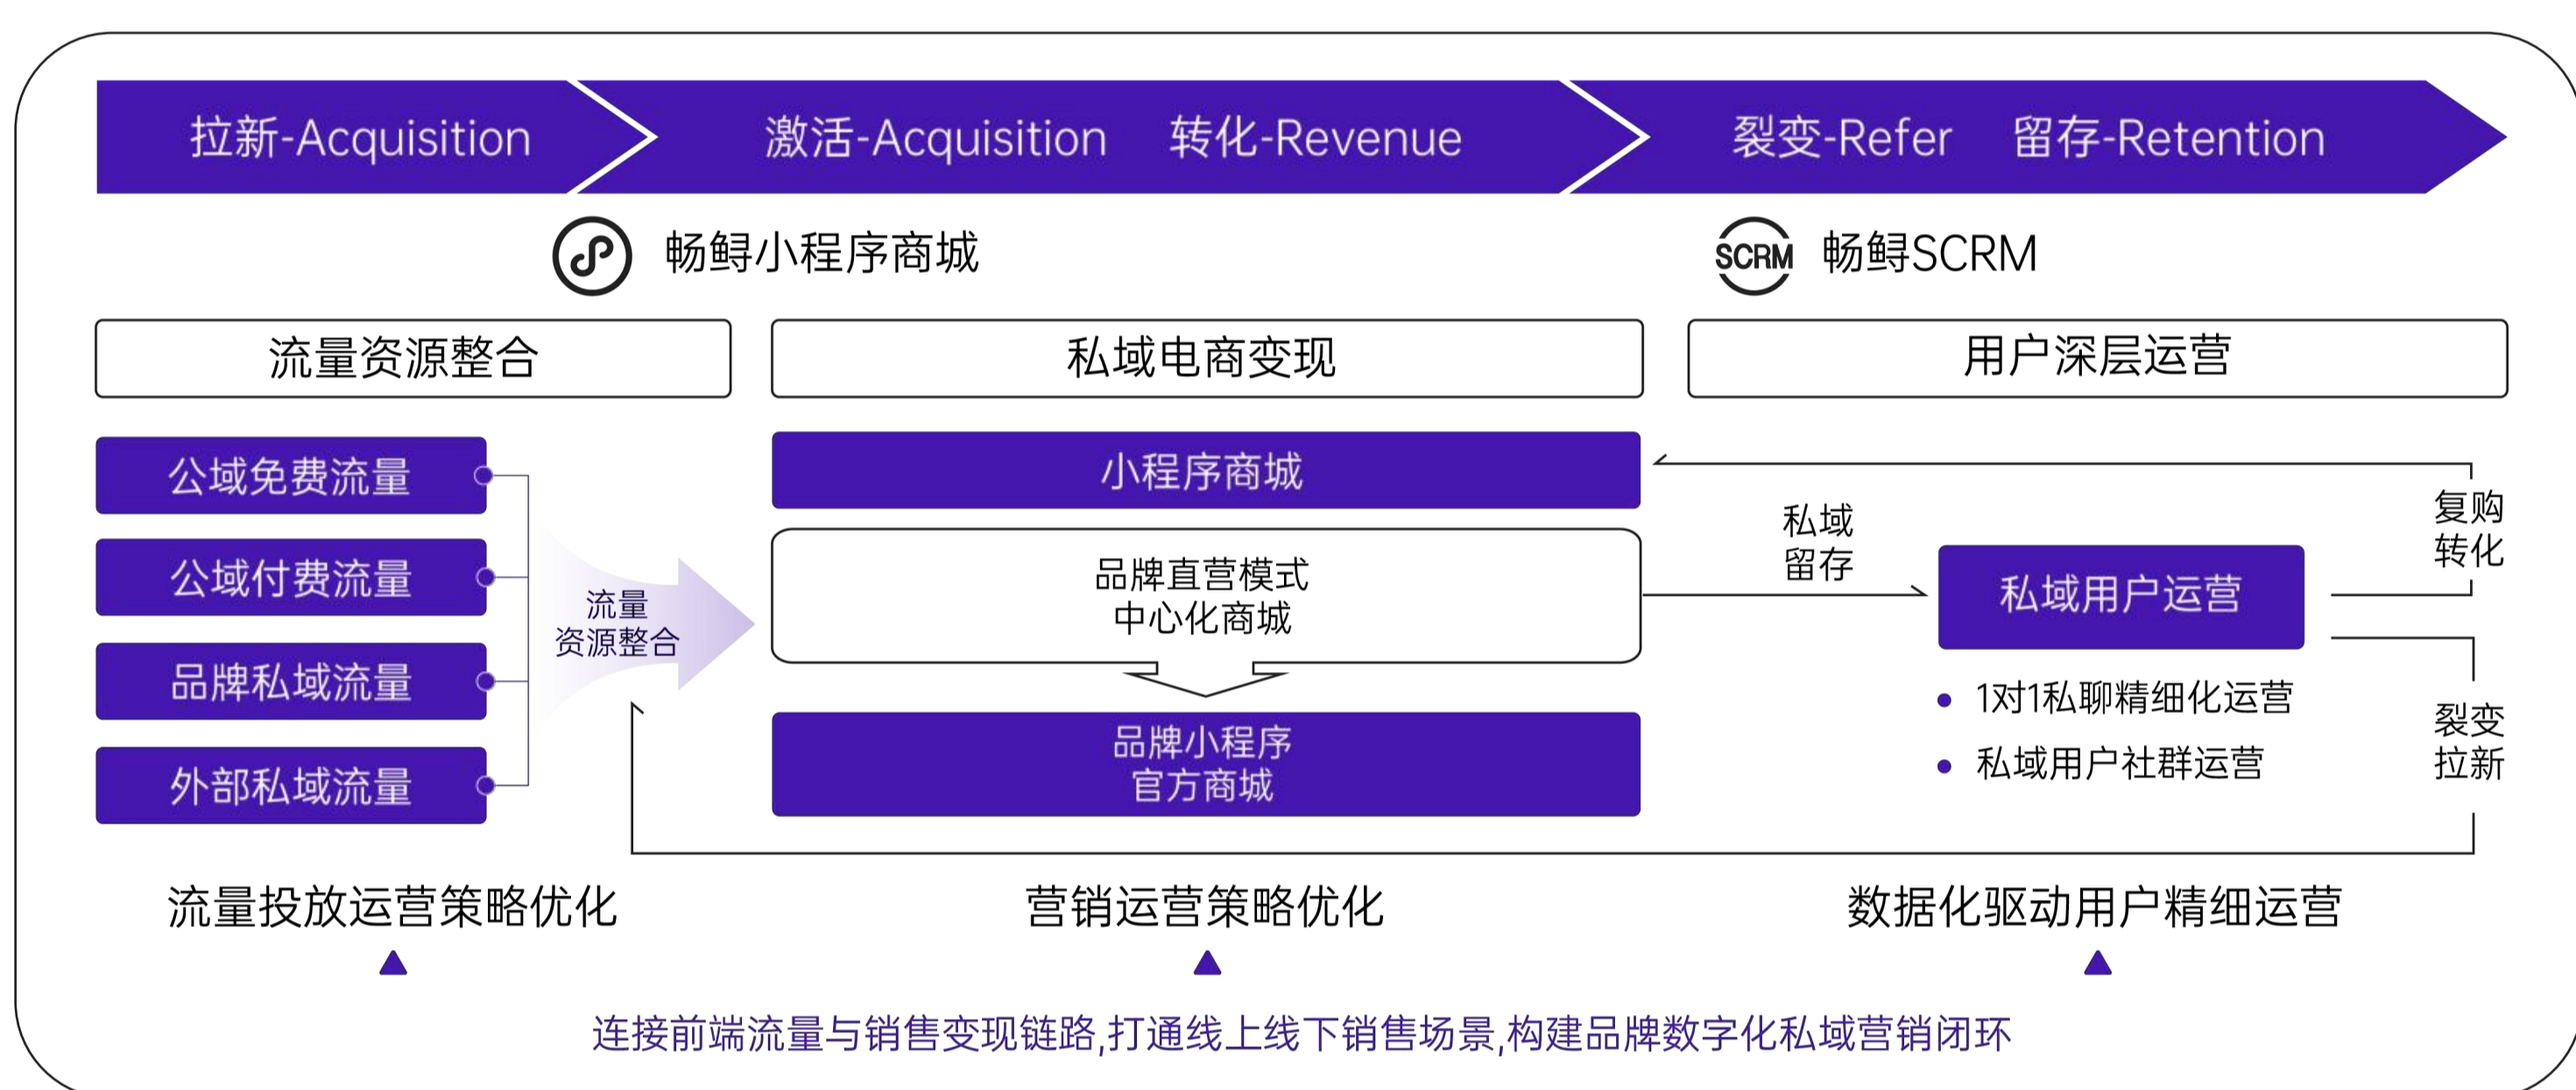 拉新-Acquisition
激活-Acquisition 转化-Revenue
裂变-Refer 留存-Retention
畅鲟小程序商城
SCRM 畅鲟SCRM
流量资源整合
私域电商变现
用户深层运营
公域免费流量
公域付费流量
品牌私域流量
外部私域流量
流量
资源整合
小程序商城
品牌直营模式
中心化商城
品牌小程序
官方商城
私域
留存
私域用户运营
1对1私聊精细化运营
私域用户社群运营
复购
转化
裂变
拉新
流量投放运营策略优化
营销运营策略优化
数据化驱动用户精细运营
连接前端流量与销售变现链路,打通线上线下销售场景,构建品牌数字化私域营销闭环